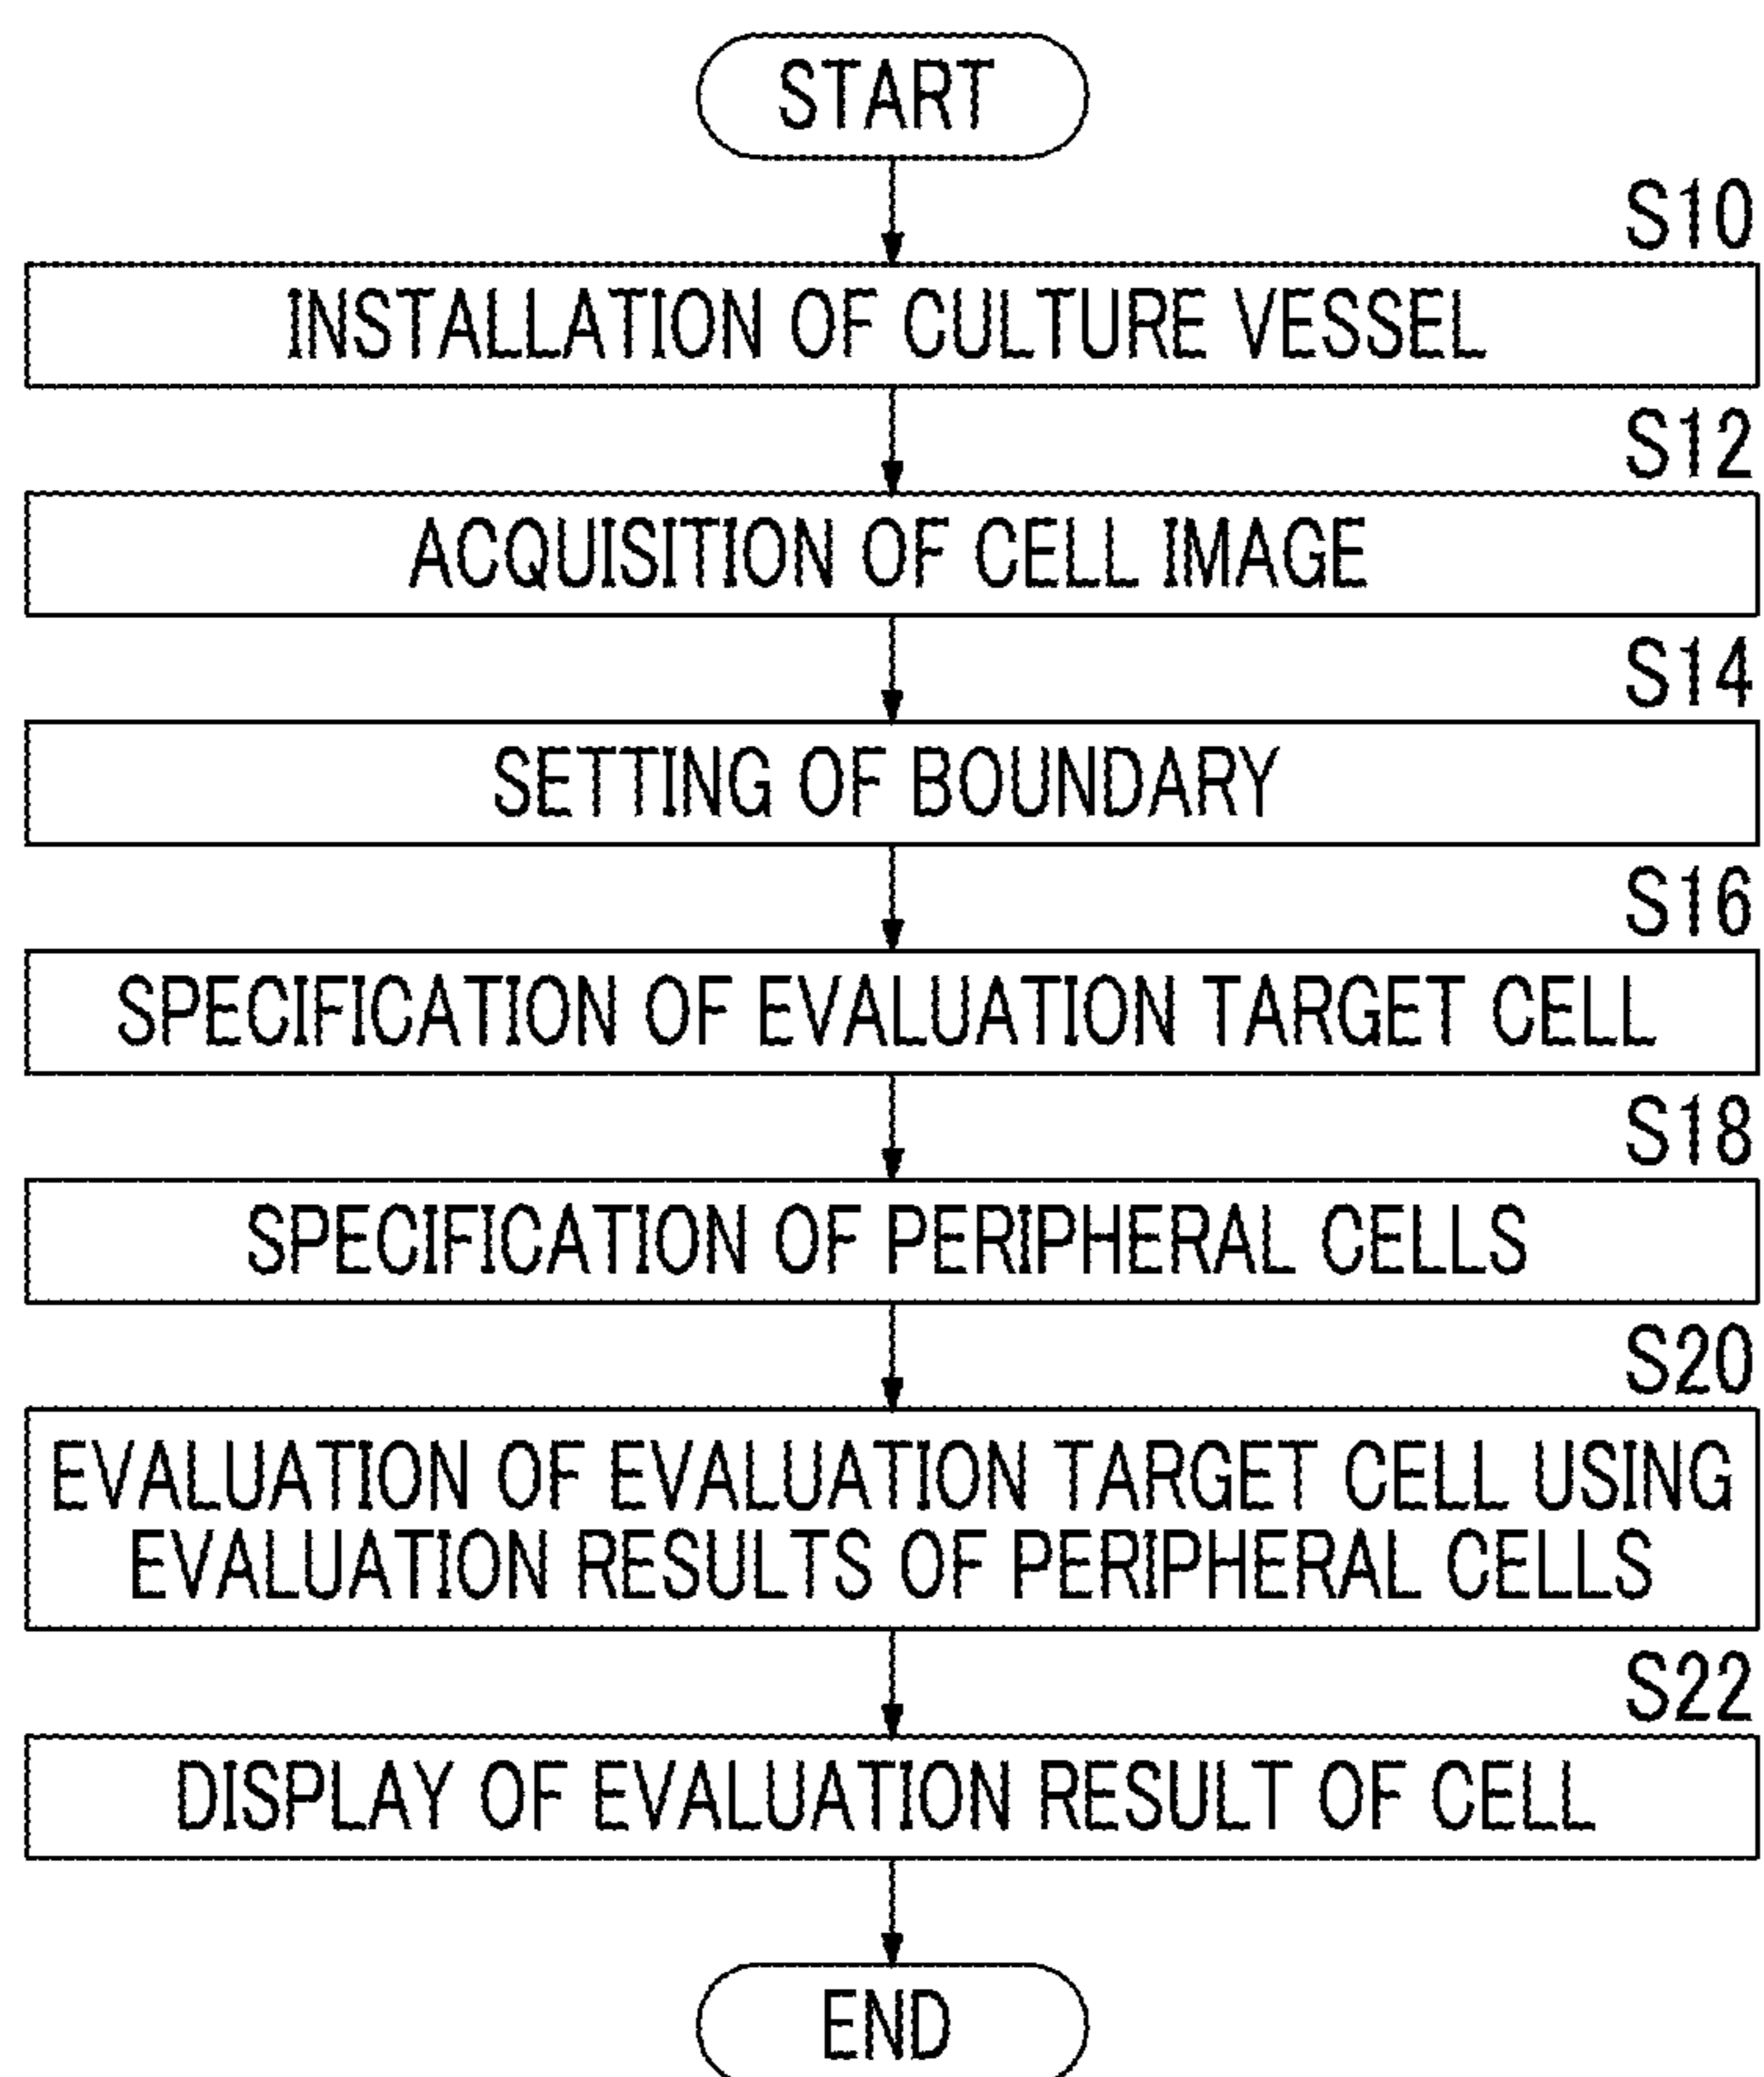 START
S10
INSTALLATION OF CULTURE VESSEL
S12
ACQUISITION OF CELL IMAGE
S14
SETTING OF BOUNDARY
S16
SPECIFICATION OF EVALUATION TARGET CELL
S18
SPECIFICATION OF PERIPHERAL CELLS
S20
EVALUATION OF EVALUATION TARGET CELL USING
EVALUATION RESULTS OF PERIPHERAL CELLS
S22
DISPLAY OF EVALUATION RESULT OF CELL
END